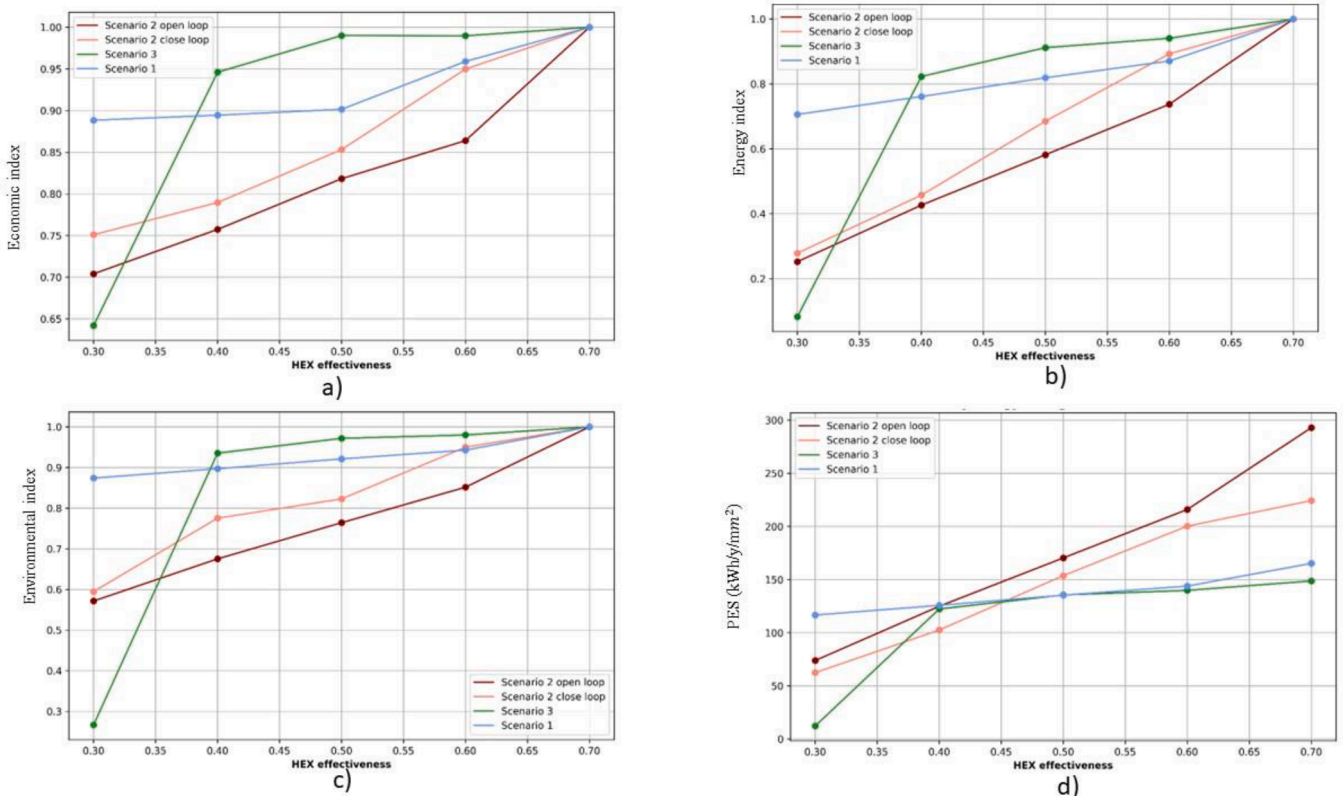 Economic index
1.00
0.95
0.90
0.85
0.80
0.75
0.70
0.65
Scenario 2 open loop
Scenario 2 close loop
Scenario 3
Scenario 1
0.30 0.35 0.40 0.45 0.50 0.55 0.60 0.65 0.70
HEX effectiveness
a)
Energy index
1.0
0.8
0.6
0.4
0.2
Scenario 2 open loop
Scenario 2 close loop
Scenario 3
Scenario 1
0.30 0.35 0.40 0.45 0.50 0.55 0.60 0.65 0.70
HEX effectiveness
b)
Environmental index
1.0
0.9
0.8
0.7
0.6
0.5
0.4
0.3
Scenario 2 open loop
Scenario 2 close loop
Scenario 3
Scenario 1
0.30 0.35 0.40 0.45 0.50 0.55 0.60 0.65 0.70
HEX effectiveness
c)
PES (kWh/y/mm²)
300
250
200
150
100
50
0
Scenario 2 open loop
Scenario 2 close loop
Scenario 3
Scenario 1
0.30 0.35 0.40 0.45 0.50 0.55 0.60 0.65 0.70
HEX effectiveness
d)